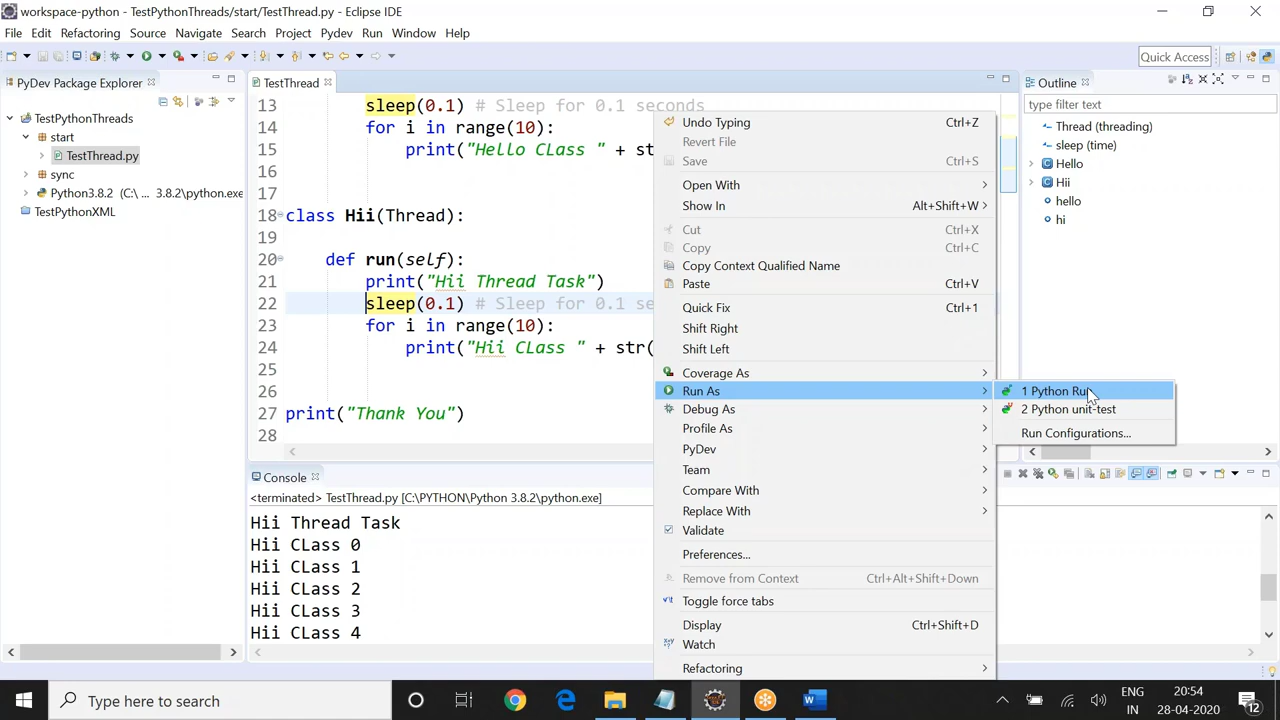 workspace-python - TestPythonThreads/start/TestThread.py - Eclipse IDE
File Edit Refactoring Source Navigate Search Project Pydev Run Window Help
Quick Access
PyDev Package Explorer
TestPythonThreads
start
TestThread.py
sync
Python3.8.2 (C:\ ... 3.8.2\python.exe
TestPythonXML
TestThread
13 sleep(0.1) # Sleep for 0.1 seconds
14 for i in range(10):
15 print("Hello CLass " + st
16
17
18 class Hii(Thread):
19
20 def run(self):
21 print("Hii Thread Task")
22 sleep(0.1) # Sleep for 0.1 se
23 for i in range(10):
24 print("Hii CLass " + str(
25
26
27 print("Thank You")
28
Undo Typing Ctrl+Z
Revert File
Save Ctrl+S
Open With
Show In Alt+Shift+W
Cut Ctrl+X
Copy Ctrl+C
Copy Context Qualified Name
Paste Ctrl+V
Quick Fix Ctrl+1
Shift Right
Shift Left
Coverage As
Run As
Debug As
Profile As
PyDev
Team
Compare With
Replace With
Validate
Preferences...
Remove from Context Ctrl+Alt+Shift+Down
Toggle force tabs
Display Ctrl+Shift+D
Watch
Refactoring
1 Python Run
2 Python unit-test
Run Configurations...
Outline
type filter text
Thread (threading)
sleep (time)
Hello
Hii
hello
hi
Console
<terminated> TestThread.py [C:\PYTHON\Python 3.8.2\python.exe]
Hii Thread Task
Hii CLass 0
Hii CLass 1
Hii CLass 2
Hii CLass 3
Hii CLass 4
Type here to search
ENG
IN
20:54
28-04-2020
12